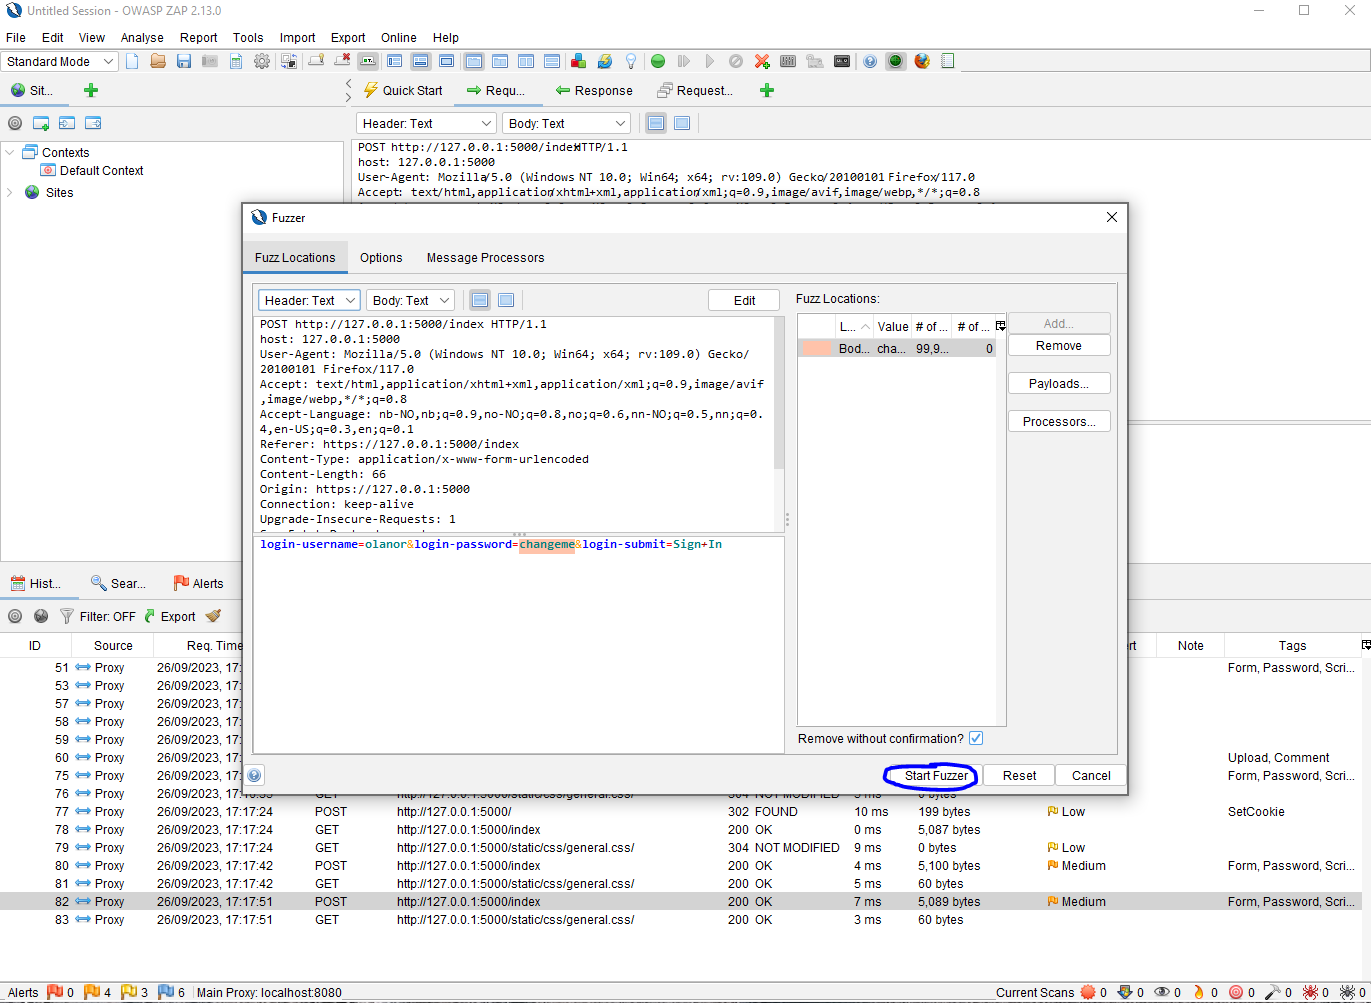 Untitled Session - OWASP ZAP 2.13.0
File Edit View Analyse Report Tools Import Export Online Help
Standard Mode
Sit... Quick Start Requ... Response Request...
Header: Text Body: Text
Contexts
Default Context
Sites
POST http://127.0.0.1:5000/index HTTP/1.1
host: 127.0.0.1:5000
User-Agent: Mozilla/5.0 (Windows NT 10.0; Win64; x64; rv:109.0) Gecko/20100101 Firefox/117.0
Accept: text/html,application/xhtml+xml,application/xml;q=0.9,image/avif,image/webp,*/*;q=0.8
Fuzzer
Fuzz Locations Options Message Processors
Header: Text Body: Text Edit
POST http://127.0.0.1:5000/index HTTP/1.1
host: 127.0.0.1:5000
User-Agent: Mozilla/5.0 (Windows NT 10.0; Win64; x64; rv:109.0) Gecko/
20100101 Firefox/117.0
Accept: text/html,application/xhtml+xml,application/xml;q=0.9,image/avif
,image/webp,*/*;q=0.8
Accept-Language: nb-NO,nb;q=0.9,no-NO;q=0.8,no;q=0.6,nn-NO;q=0.5,nn;q=0.
4,en-US;q=0.3,en;q=0.1
Referer: https://127.0.0.1:5000/index
Content-Type: application/x-www-form-urlencoded
Content-Length: 66
Origin: https://127.0.0.1:5000
Connection: keep-alive
Upgrade-Insecure-Requests: 1
login-username=olanor&login-password=changeme&login-submit=Sign+In
Fuzz Locations:
L... Value # of ... # of ...
Bod... cha... 99,9... 0
Add...
Remove
Payloads...
Processors...
Remove without confirmation?
Start Fuzzer Reset Cancel
Hist... Sear... Alerts
Filter: OFF Export
ID Source Req. Time rt Note Tags
51 Proxy 26/09/2023, 17: Form, Password, Scri...
53 Proxy 26/09/2023, 17:
57 Proxy 26/09/2023, 17:
58 Proxy 26/09/2023, 17:
59 Proxy 26/09/2023, 17:
60 Proxy 26/09/2023, 17: Upload, Comment
75 Proxy 26/09/2023, 17: Form, Password, Scri...
76 Proxy 26/09/2023, 17:16:53 GET http://127.0.0.1:5000/static/css/general.css/ 304 NOT MODIFIED 5 ms 0 bytes
77 Proxy 26/09/2023, 17:17:24 POST http://127.0.0.1:5000/ 302 FOUND 10 ms 199 bytes Low SetCookie
78 Proxy 26/09/2023, 17:17:24 GET http://127.0.0.1:5000/index 200 OK 0 ms 5,087 bytes
79 Proxy 26/09/2023, 17:17:24 GET http://127.0.0.1:5000/static/css/general.css/ 304 NOT MODIFIED 9 ms 0 bytes Low
80 Proxy 26/09/2023, 17:17:42 POST http://127.0.0.1:5000/index 200 OK 4 ms 5,100 bytes Medium Form, Password, Scri...
81 Proxy 26/09/2023, 17:17:42 GET http://127.0.0.1:5000/static/css/general.css/ 200 OK 5 ms 60 bytes
82 Proxy 26/09/2023, 17:17:51 POST http://127.0.0.1:5000/index 200 OK 7 ms 5,089 bytes Medium Form, Password, Scri...
83 Proxy 26/09/2023, 17:17:51 GET http://127.0.0.1:5000/static/css/general.css/ 200 OK 3 ms 60 bytes
Alerts 0 4 3 6 Main Proxy: localhost:8080 Current Scans 0 0 0 0 0 0 0 0